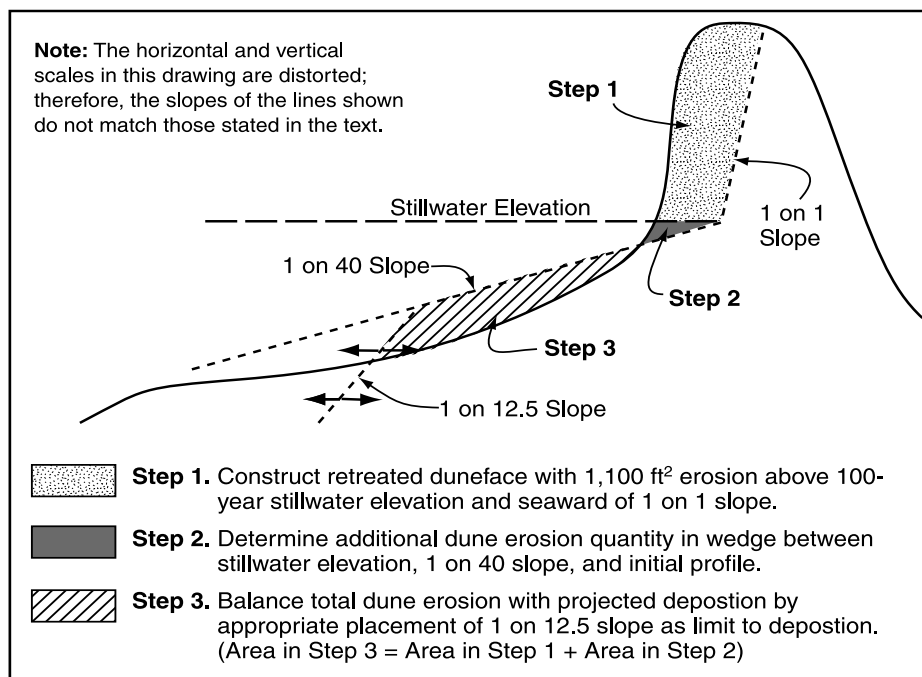 Note: The horizontal and vertical
scales in this drawing are distorted;
therefore, the slopes of the lines shown
do not match those stated in the text.
Step 1
Stillwater Elevation
1 on 1
Slope
1 on 40 Slope
Step 2
Step 3
1 on 12.5 Slope
Step 1. Construct retreated duneface with 1,100 ft² erosion above 100-
year stillwater elevation and seaward of 1 on 1 slope.
Step 2. Determine additional dune erosion quantity in wedge between
stillwater elevation, 1 on 40 slope, and initial profile.
Step 3. Balance total dune erosion with projected depostion by
appropriate placement of 1 on 12.5 slope as limit to depostion.
(Area in Step 3 = Area in Step 1 + Area in Step 2)